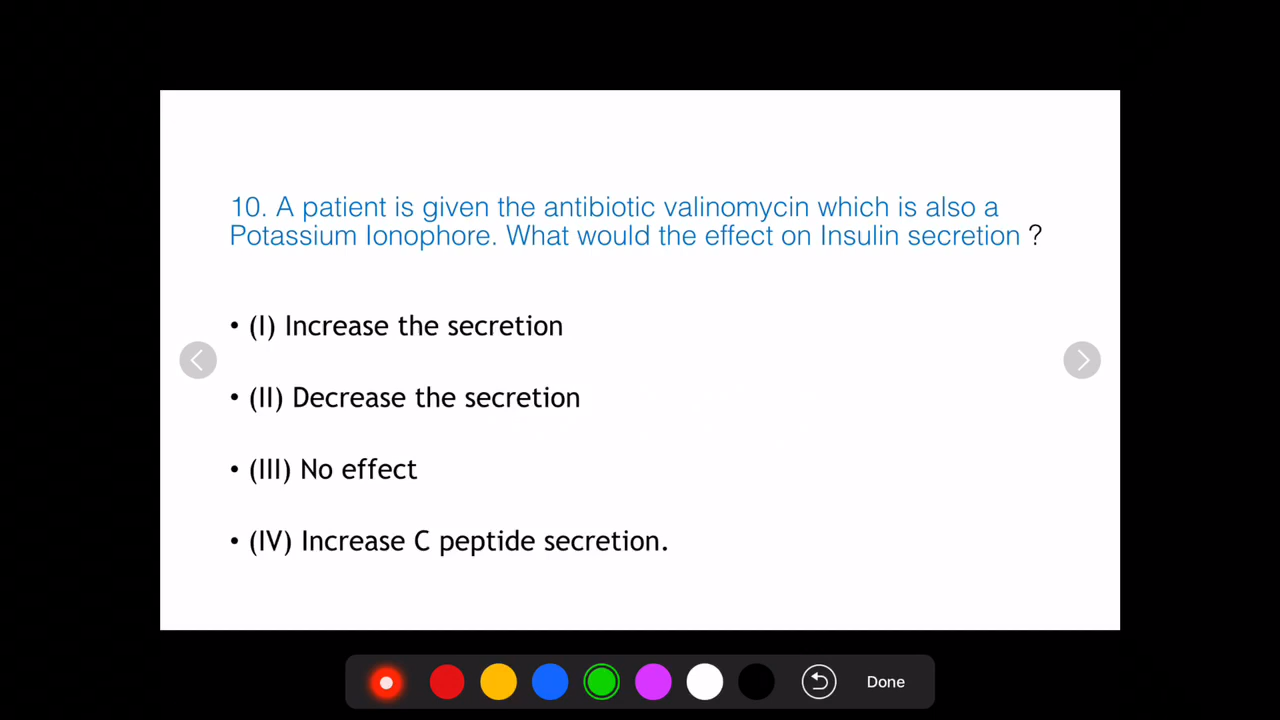 10. A patient is given the antibiotic valinomycin which is also a
Potassium Ionophore. What would the effect on Insulin secretion ?
• (I) Increase the secretion
• (II) Decrease the secretion
• (III) No effect
• (IV) Increase C peptide secretion.
Done